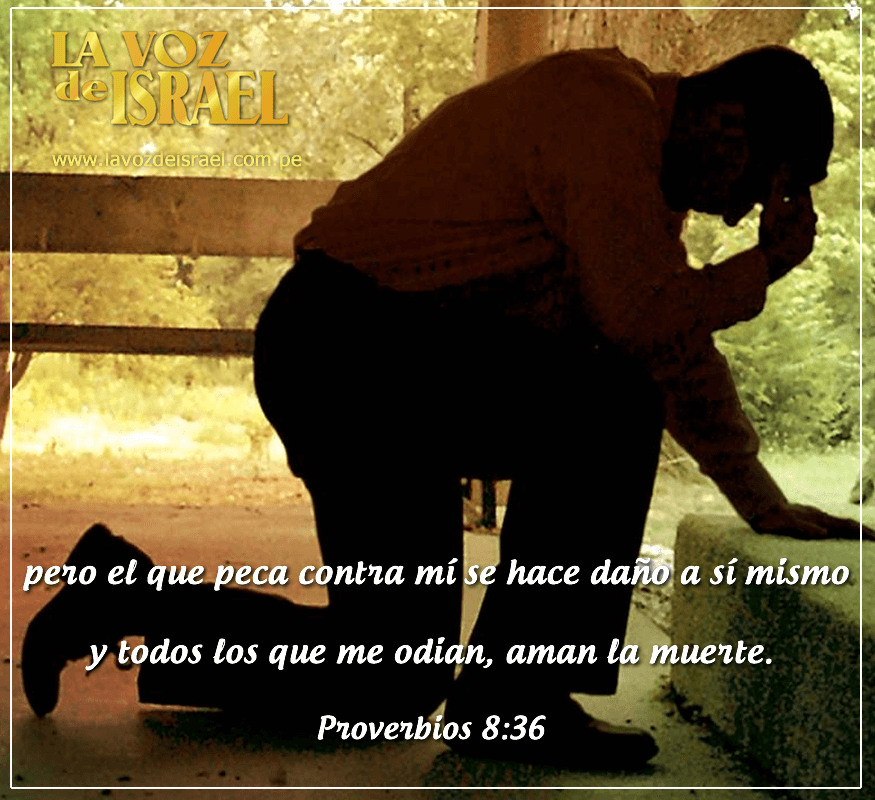 LA VOZ
de ISRAEL
www.lavozdeisrael.com.pe
pero el que peca contra mí se hace daño a sí mismo
y todos los que me odian, aman la muerte.
Proverbios 8:36